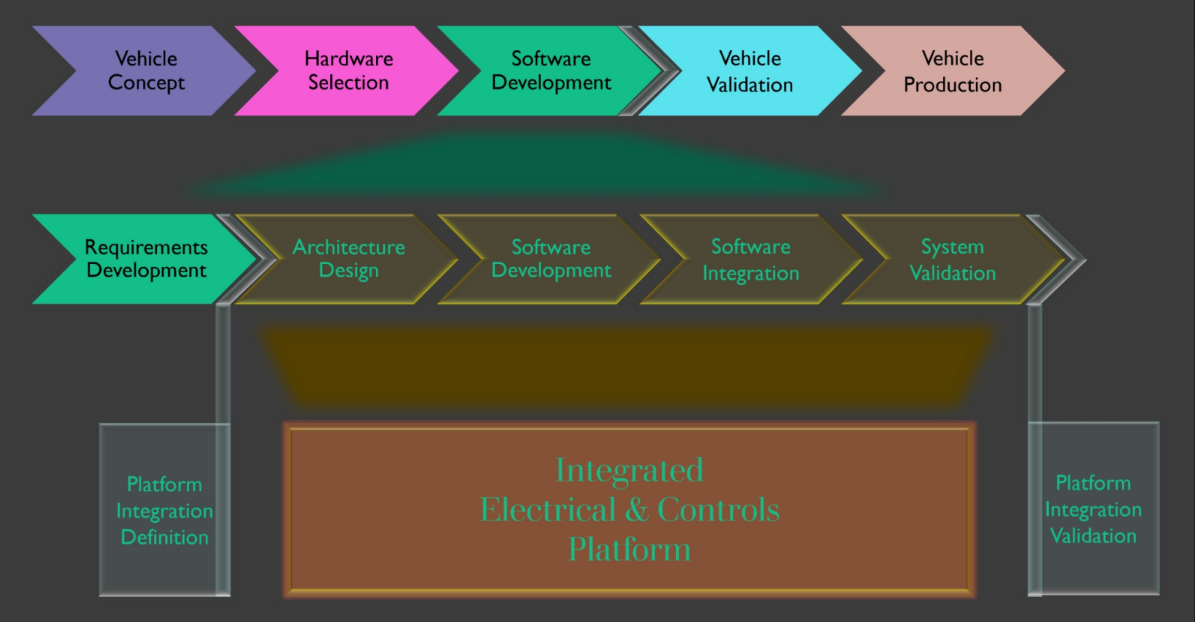 Vehicle
Concept
Hardware
Selection
Software
Development
Vehicle
Validation
Vehicle
Production
Requirements
Development
Architecture
Design
Software
Development
Software
Integration
System
Validation
Platform
Integration
Definition
Integrated
Electrical & Controls
Platform
Platform
Integration
Validation